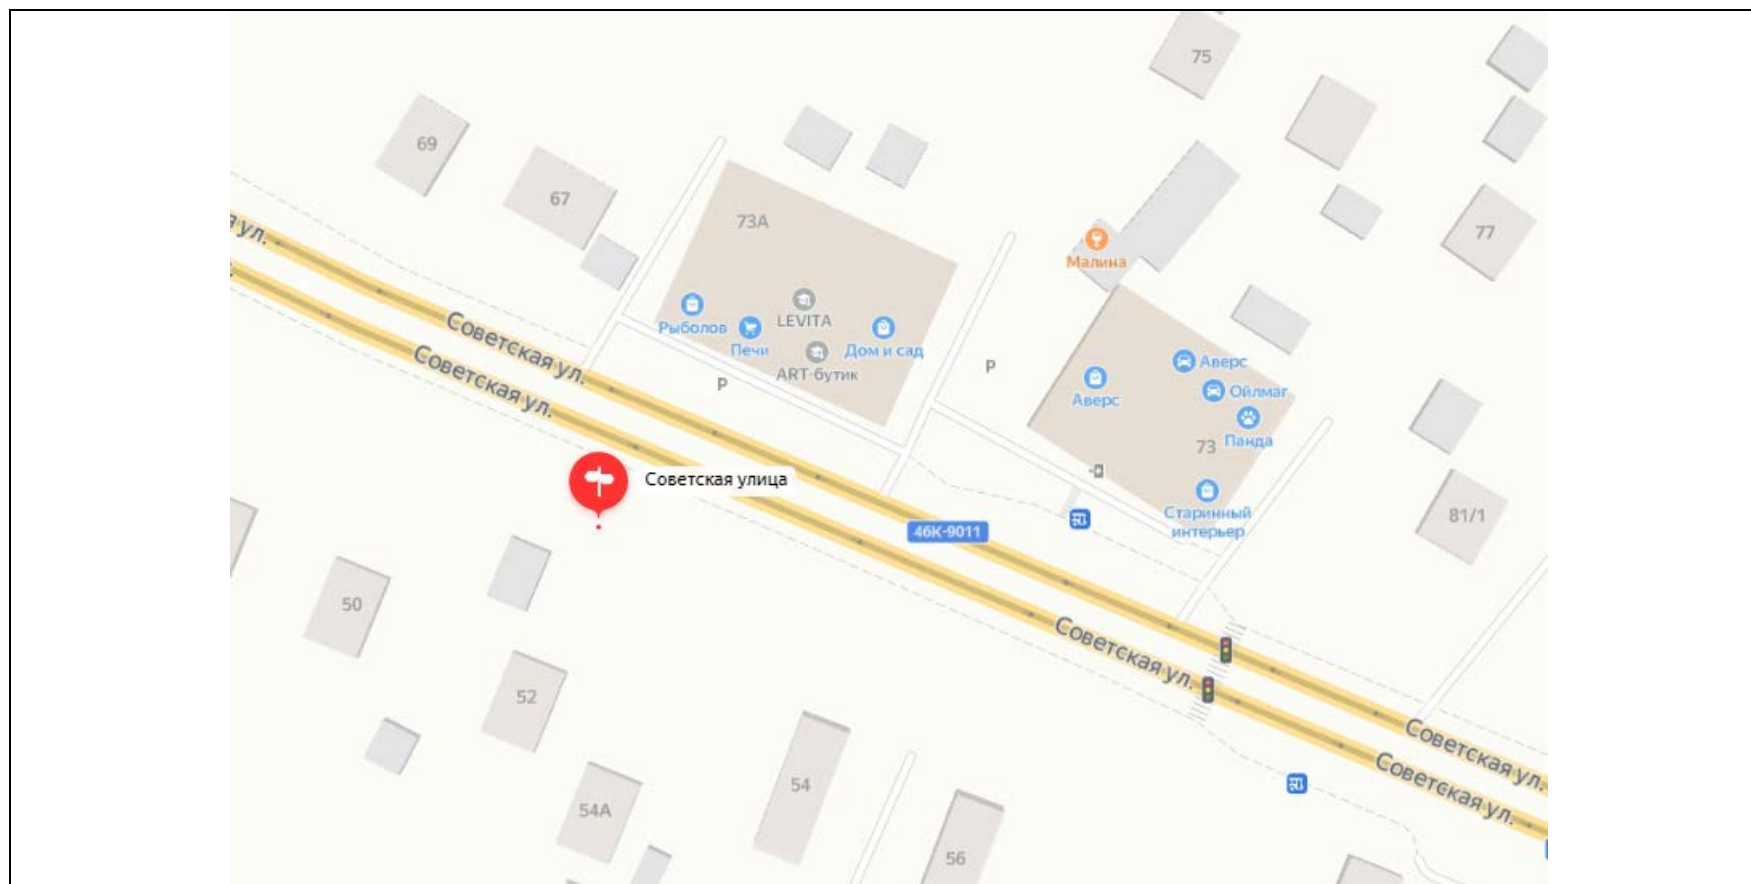 75
69
67
73А
77
я ул.
Малина
Рыболов
LEVITA
Печи
Дом и сад
ART-бутик
Советская ул.
Советская ул.
P
P
Аверс
Аверс
Ойлмаг
Панда
73
Старинный
интерьер
Советская улица
81/1
46К-9011
50
Советская ул.
52
Советская ул.
Советская ул.
54
54А
56